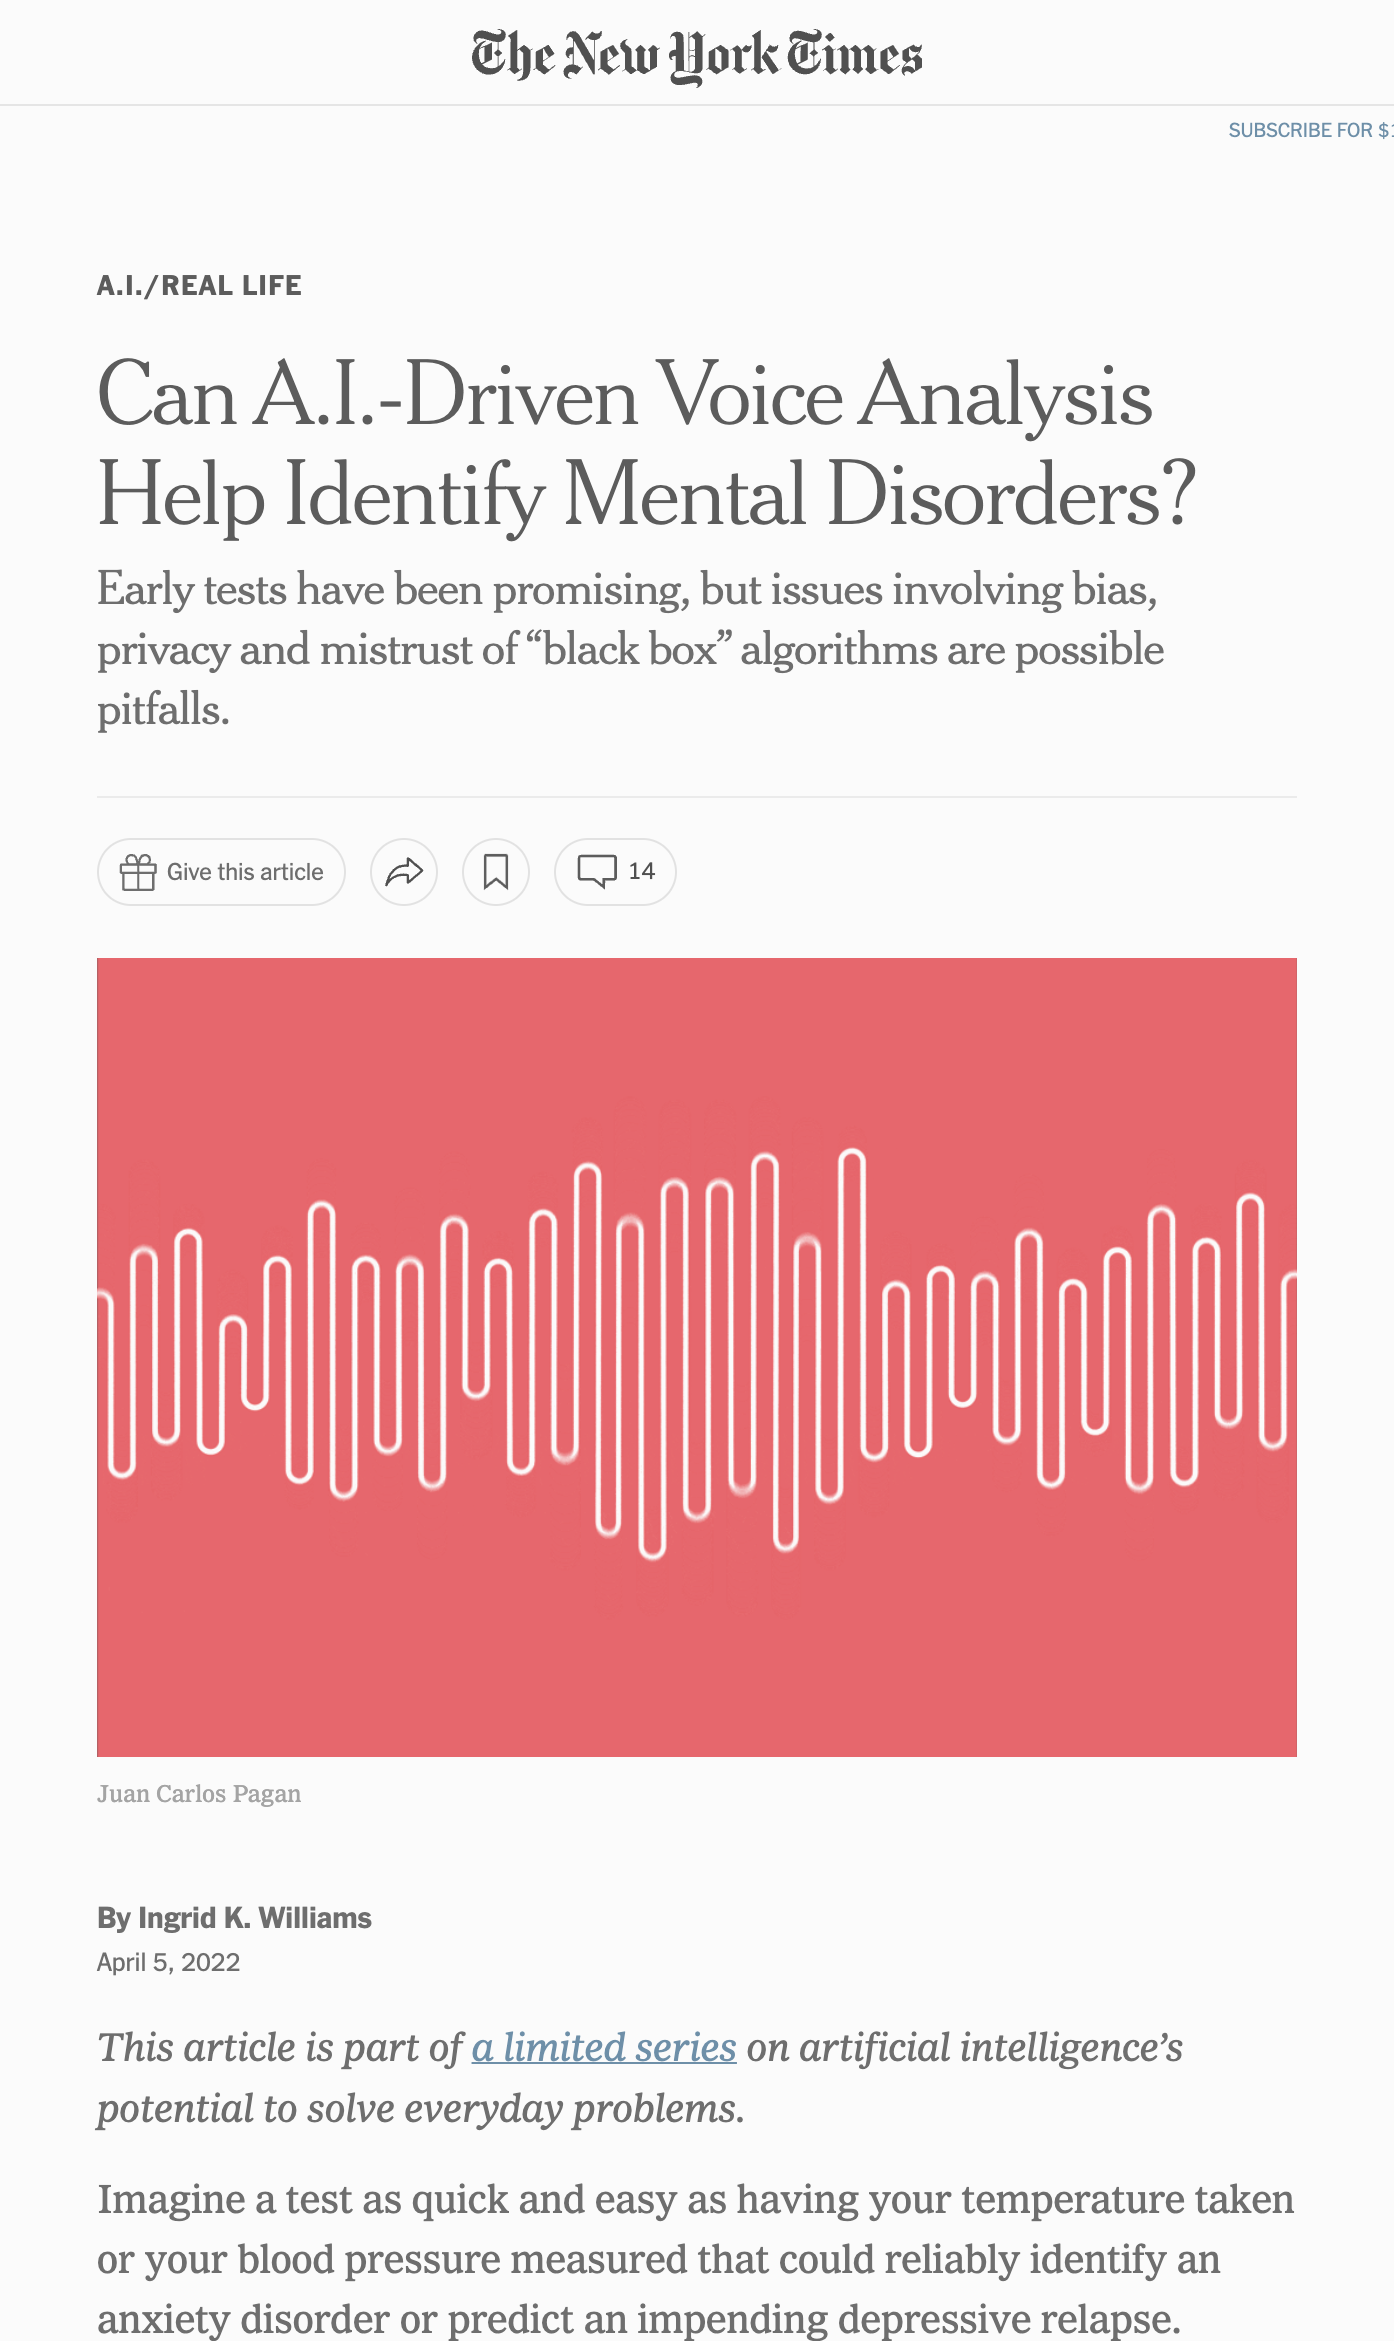 The New York Times
SUBSCRIBE FOR $1
A.I./REAL LIFE
Can A.I.-Driven Voice Analysis
Help Identify Mental Disorders?
Early tests have been promising, but issues involving bias,
privacy and mistrust of “black box” algorithms are possible
pitfalls.
Give this article
14
Juan Carlos Pagan
By Ingrid K. Williams
April 5, 2022
This article is part of a limited series on artificial intelligence’s
potential to solve everyday problems.
Imagine a test as quick and easy as having your temperature taken
or your blood pressure measured that could reliably identify an
anxiety disorder or predict an impending depressive relapse.